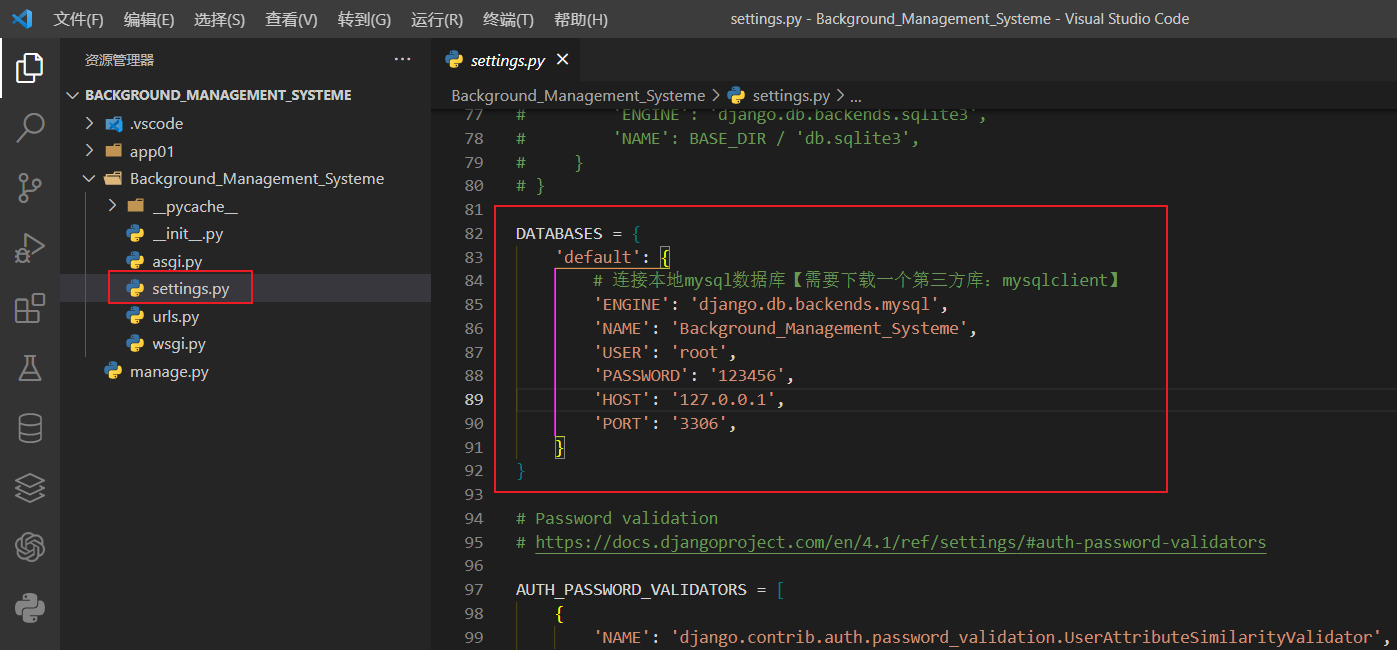 文件(F) 编辑(E) 选择(S) 查看(V) 转到(G) 运行(R) 终端(T) 帮助(H) settings.py - Background_Management_Systeme - Visual Studio Code
资源管理器 ...
BACKGROUND_MANAGEMENT_SYSTEME
.vscode
app01
Background_Management_Systeme
__pycache__
__init__.py
asgi.py
settings.py
urls.py
wsgi.py
manage.py
settings.py
Background_Management_Systeme > settings.py > ...
77 # 'ENGINE': 'django.db.backends.sqlite3',
78 # 'NAME': BASE_DIR / 'db.sqlite3',
79 # }
80 # }
81
82 DATABASES = {
83 'default': {
84 # 连接本地mysql数据库【需要下载一个第三方库：mysqlclient】
85 'ENGINE': 'django.db.backends.mysql',
86 'NAME': 'Background_Management_Systeme',
87 'USER': 'root',
88 'PASSWORD': '123456',
89 'HOST': '127.0.0.1',
90 'PORT': '3306',
91 }
92 }
93
94 # Password validation
95 # https://docs.djangoproject.com/en/4.1/ref/settings/#auth-password-validators
96
97 AUTH_PASSWORD_VALIDATORS = [
98 {
99 'NAME': 'django.contrib.auth.password_validation.UserAttributeSimilarityValidator',